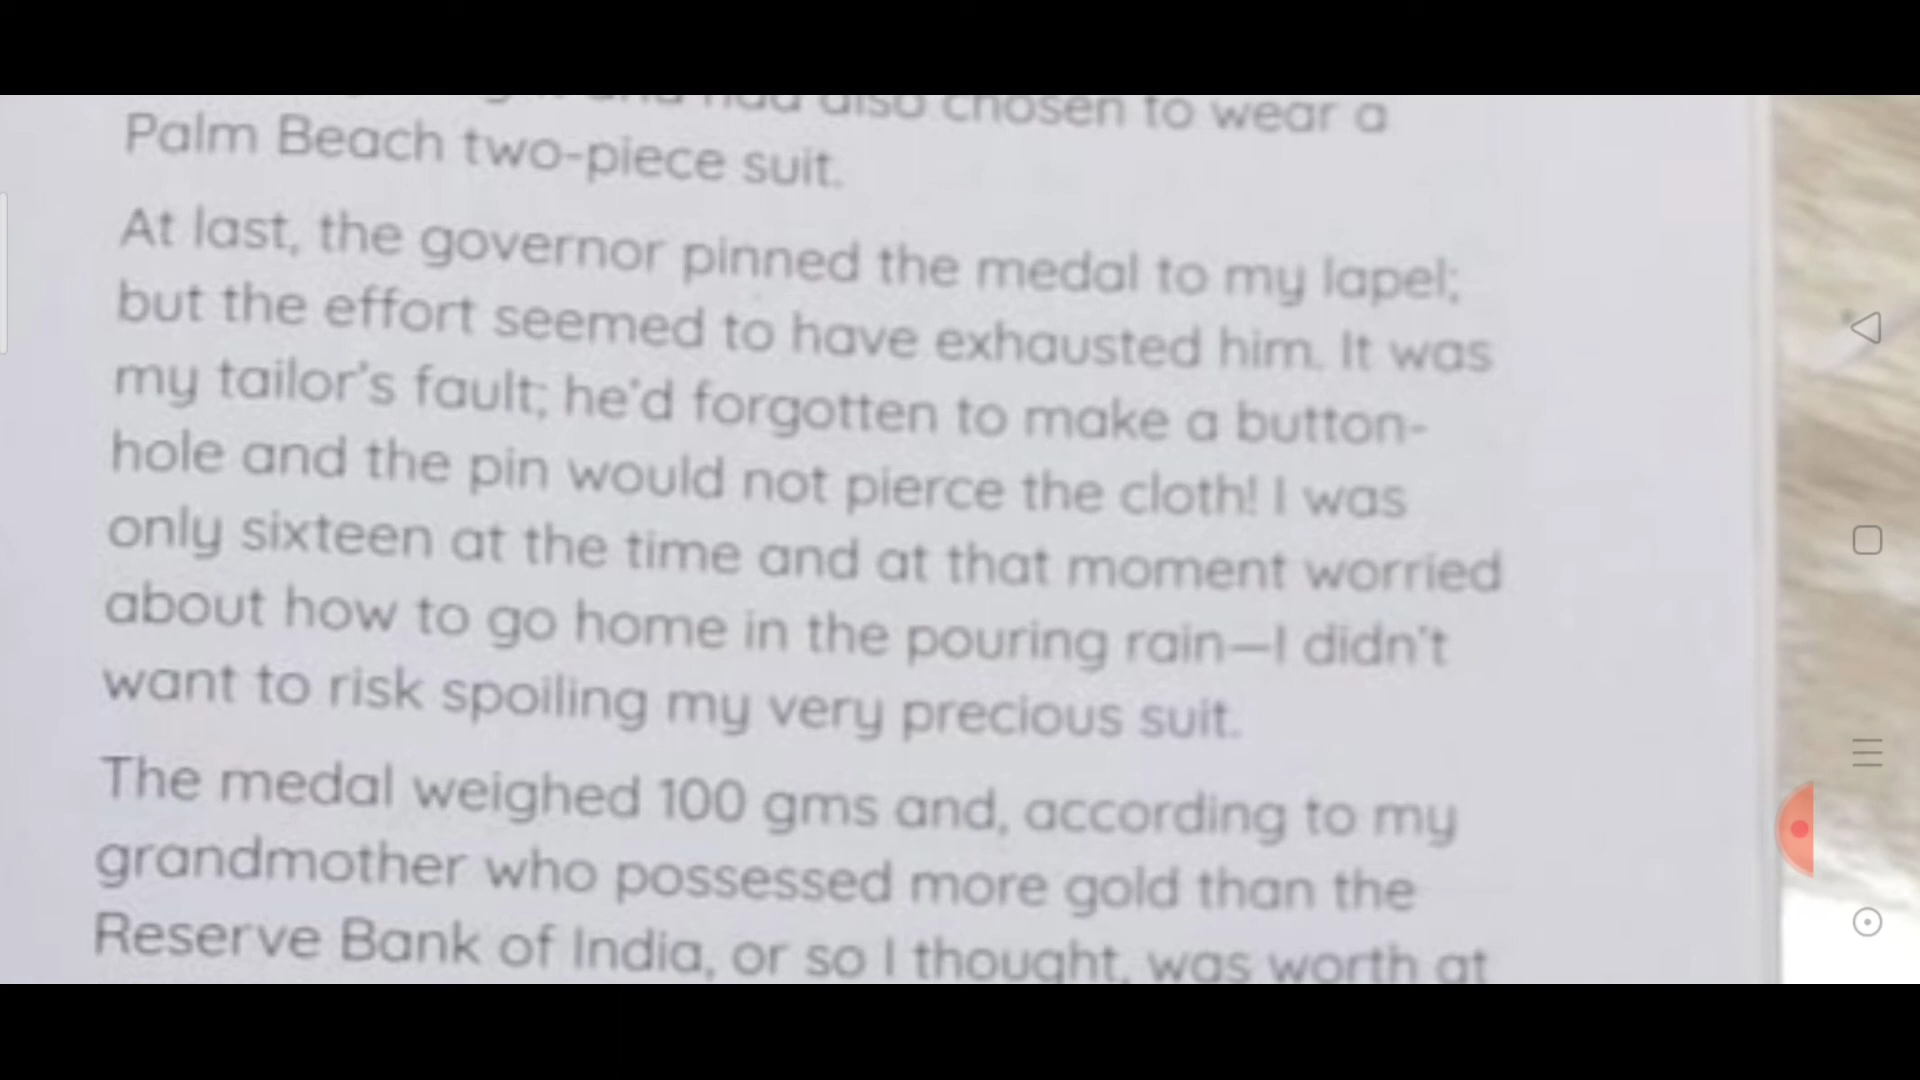 and had also chosen to wear a
Palm Beach two-piece suit.
At last, the governor pinned the medal to my lapel;
but the effort seemed to have exhausted him. It was
my tailor's fault; he'd forgotten to make a button-
hole and the pin would not pierce the cloth! I was
only sixteen at the time and at that moment worried
about how to go home in the pouring rain—I didn't
want to risk spoiling my very precious suit.
The medal weighed 100 gms and, according to my
grandmother who possessed more gold than the
Reserve Bank of India, or so I thought, was worth at